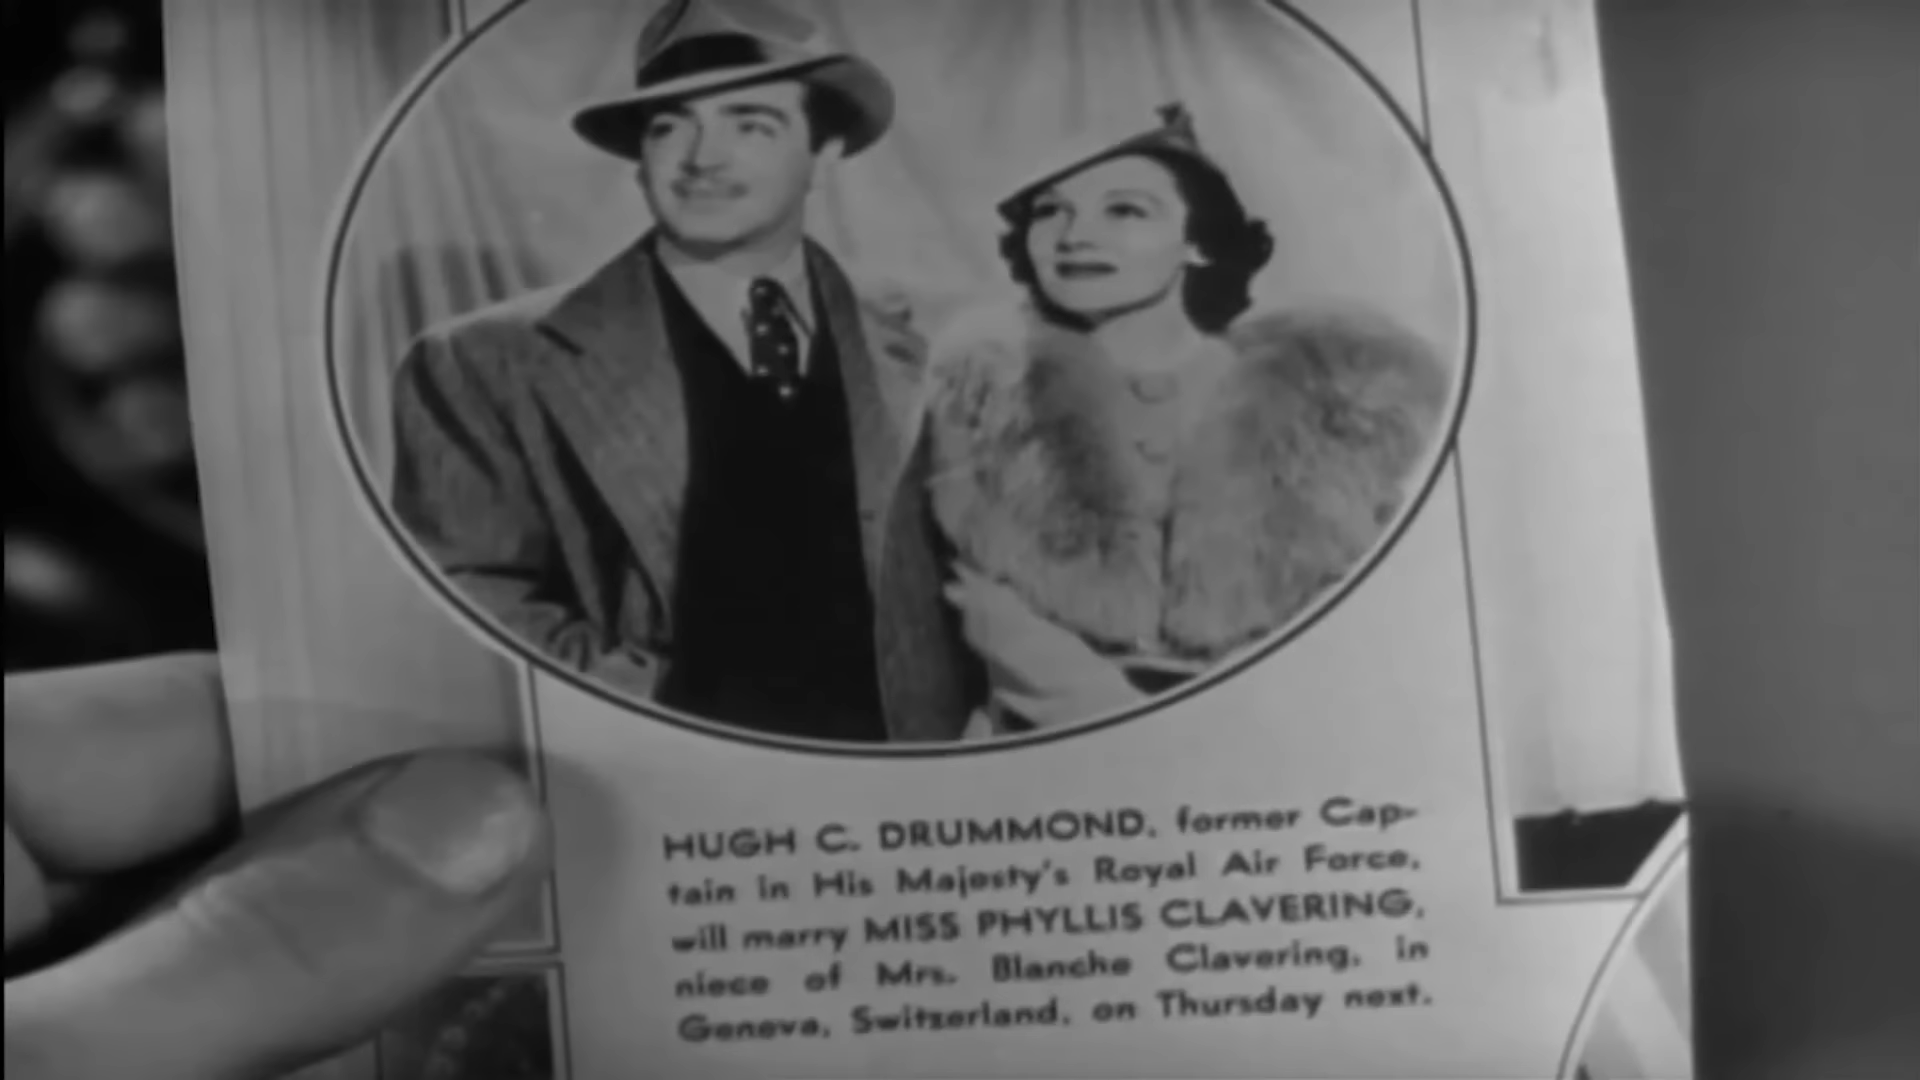 HUGH C. DRUMMOND, former Cap-
tain in His Majesty's Royal Air Force,
will marry MISS PHYLLIS CLAVERING,
niece of Mrs. Blanche Clavering, in
Geneva, Switzerland, on Thursday next.